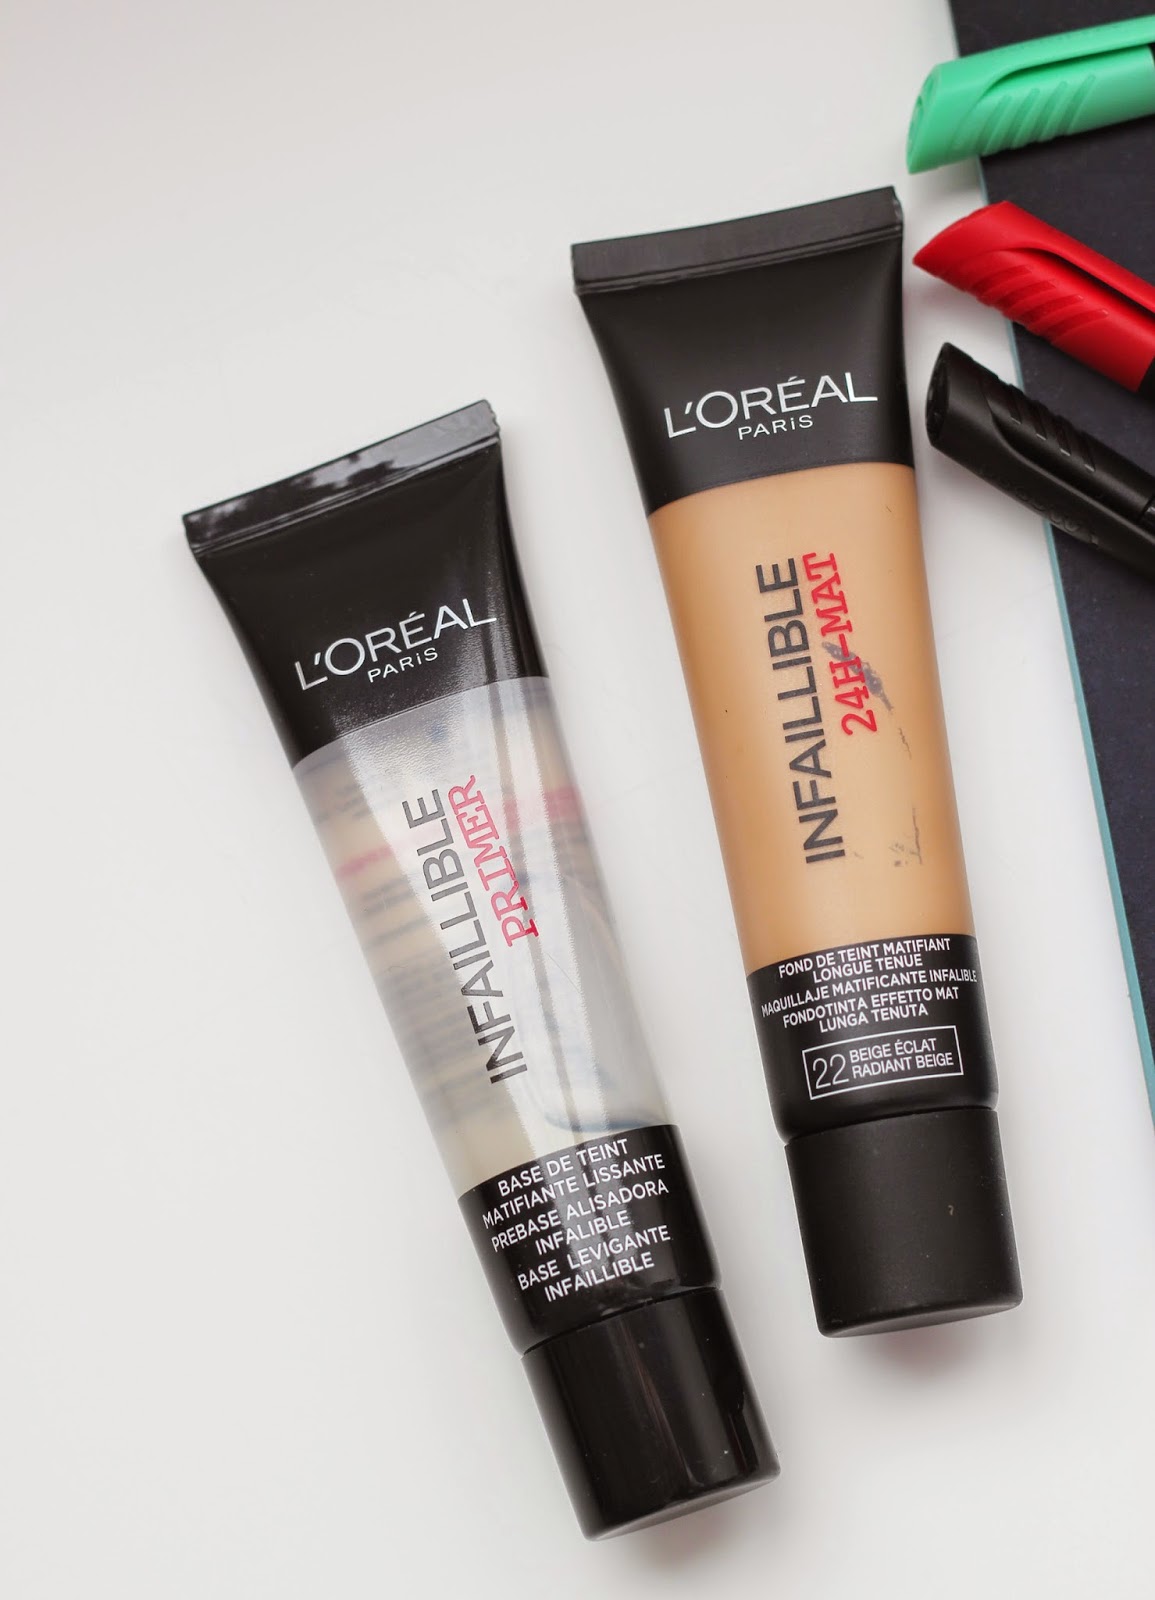 L'ORÉAL
PARiS
INFAILLIBLE
PRIMER
BASE DE TEINT
MATIFIANTE LISSANTE
PREBASE ALISADORA
INFALIBLE
BASE LEVIGANTE
INFAILLIBLE
L'ORÉAL
PARiS
INFAILLIBLE
24H-MAT
FOND DE TEINT MATIFIANT
LONGUE TENUE
MAQUILLAJE MATIFICANTE INFALIBLE
FONDOTINTA EFFETTO MAT
LUNGA TENUTA
22 BEIGE ÉCLAT
RADIANT BEIGE